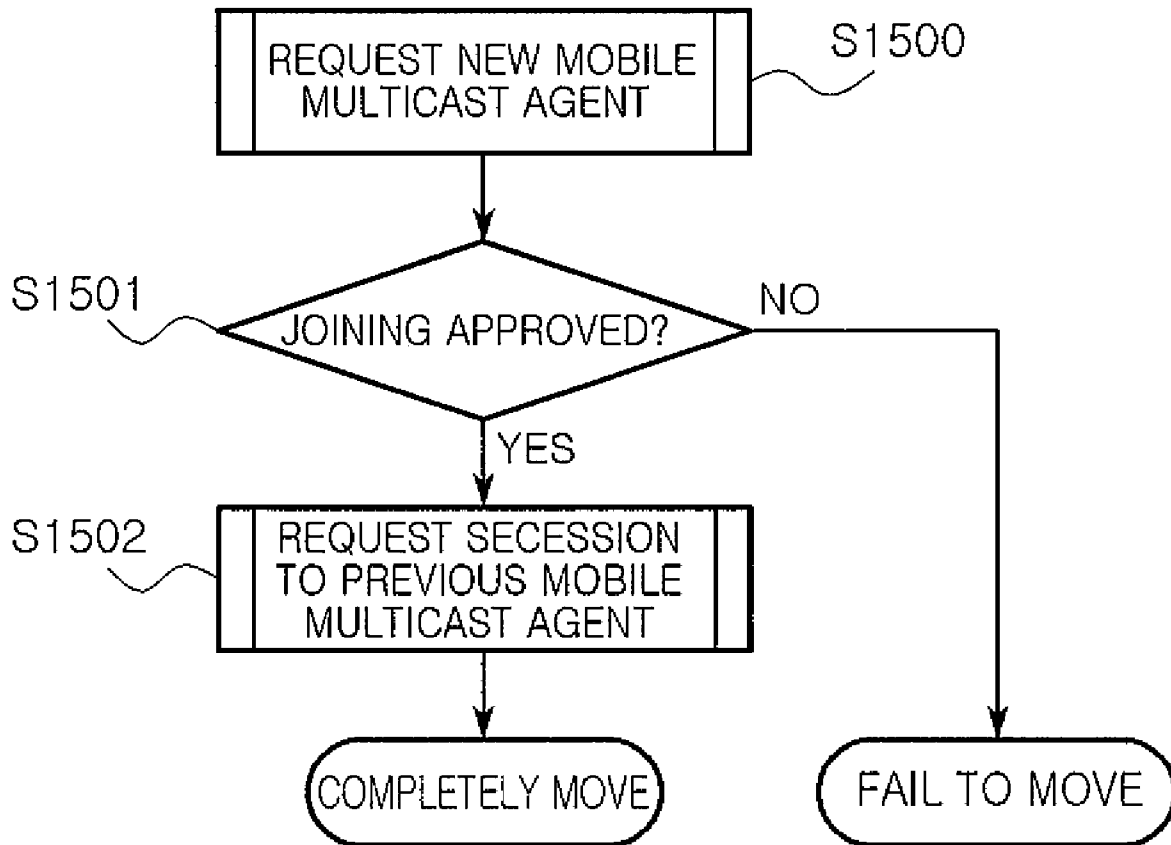 REQUEST NEW MOBILE
MULTICAST AGENT
S1500
S1501
JOINING APPROVED?
NO
YES
S1502
REQUEST SECESSION
TO PREVIOUS MOBILE
MULTICAST AGENT
COMPLETELY MOVE
FAIL TO MOVE